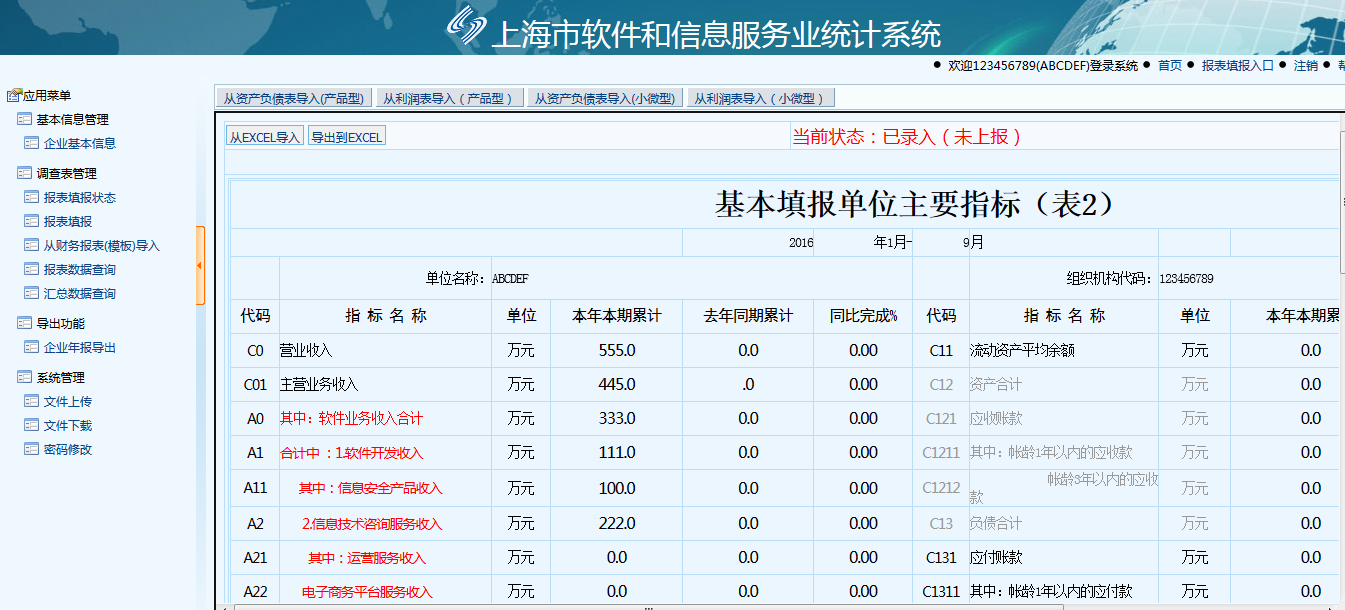 上海市软件和信息服务业统计系统
● 欢迎123456789(ABCDEF)登录系统 ● 首页 ● 报表填报入口 ● 注销 ●
应用菜单
基本信息管理
企业基本信息
调查表管理
报表填报状态
报表填报
从财务报表(模板)导入
报表数据查询
汇总数据查询
导出功能
企业年报导出
系统管理
文件上传
文件下载
密码修改
从资产负债表导入(产品型) 从利润表导入（产品型） 从资产负债表导入(小微型) 从利润表导入（小微型）
从EXCEL导入 导出到EXCEL 当前状态：已录入（未上报）
基本填报单位主要指标（表2）
2016 年1月- 9月
单位名称： ABCDEF 组织机构代码： 123456789
代码 指 标 名 称 单位 本年本期累计 去年同期累计 同比完成% 代码 指 标 名 称 单位 本年本期累
C0 营业收入 万元 555.0 0.0 0.00 C11 流动资产平均余额 万元 0.0
C01 主营业务收入 万元 445.0 .0 0.00 C12 资产合计 万元 0.0
A0 其中：软件业务收入合计 万元 333.0 0.0 0.00 C121 应收账款 万元 0.0
A1 合计中 ：1.软件开发收入 万元 111.0 0.0 0.00 C1211 其中：帐龄1年以内的应收款 万元 0.0
A11 其中：信息安全产品收入 万元 100.0 0.0 0.00 C1212 帐龄3年以内的应收款 万元 0.0
A2 2.信息技术咨询服务收入 万元 222.0 0.0 0.00 C13 负债合计 万元 0.0
A21 其中：运营服务收入 万元 0.0 0.0 0.00 C131 应付账款 万元 0.0
A22 电子商务平台服务收入 万元 0.0 0.0 0.00 C1311 其中：帐龄1年以内的应付款 万元 0.0